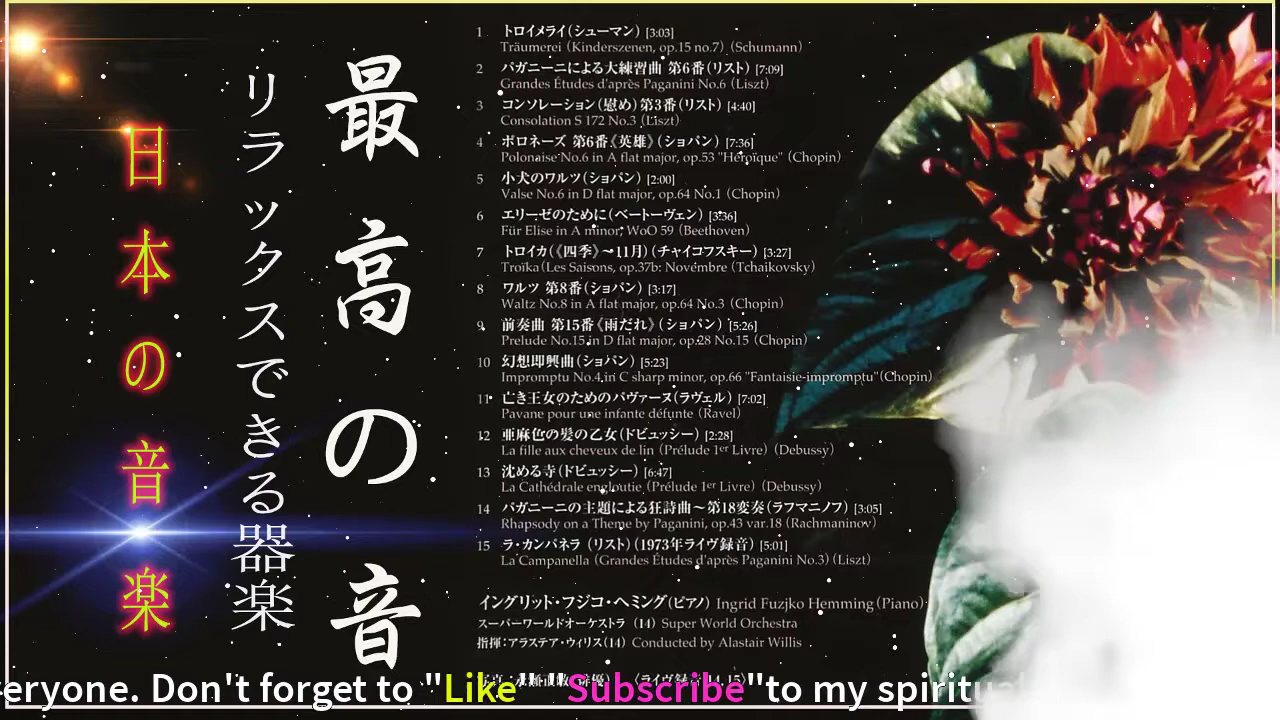 日本の音楽
リラックスできる器楽
最高の音
1 トロイメライ（シューマン）[3:03]
Träumerei (Kinderszenen, op.15 no.7) (Schumann)
2 パガニーニによる大練習曲 第6番（リスト）[7:09]
Grandes Études d'après Paganini No.6 (Liszt)
3 コンソレーション（慰め）第3番（リスト）[4:40]
Consolation S 172 No.3 (Liszt)
4 ポロネーズ 第6番《英雄》（ショパン）[7:36]
Polonaise No.6 in A flat major, op.53 "Héroïque" (Chopin)
5 小犬のワルツ（ショパン）[2:00]
Valse No.6 in D flat major, op.64 No.1 (Chopin)
6 エリーゼのために（ベートーヴェン）[3:36]
Für Elise in A minor, WoO 59 (Beethoven)
7 トロイカ（《四季》〜11月）（チャイコフスキー）[3:27]
Troïka (Les Saisons, op.37b: Novémbre (Tchaikovsky)
8 ワルツ 第8番（ショパン）[3:17]
Waltz No.8 in A flat major, op.64 No.3 (Chopin)
9 前奏曲 第15番《雨だれ》（ショパン）[5:26]
Prelude No.15 in D flat major, op.28 No.15 (Chopin)
10 幻想即興曲（ショパン）[5:23]
Impromptu No.4 in C sharp minor, op.66 "Fantaisie-impromptu" (Chopin)
11 亡き王女のためのパヴァーヌ（ラヴェル）[7:02]
Pavane pour une infante défunte (Ravel)
12 亜麻色の髪の乙女（ドビュッシー）[2:28]
La fille aux cheveux de lin (Prélude 1er Livre) (Debussy)
13 沈める寺（ドビュッシー）[6:47]
La Cathédrale engloutie (Prélude 1er Livre) (Debussy)
14 パガニーニの主題による狂詩曲〜第18変奏（ラフマニノフ）[3:05]
Rhapsody on a Theme by Paganini, op.43 var.18 (Rachmaninov)
15 ラ・カンパネラ（リスト）（1973年ライヴ録音）[5:01]
La Campanella (Grandes Études d'après Paganini No.3) (Liszt)
イングリット・フジコ・ヘミング（ピアノ）Ingrid Fuzjko Hemming (Piano)
スーパーワールドオーケストラ（14）Super World Orchestra
指揮：アラステア・ウィリス（14）Conducted by Alastair Willis
eryone. Don't forget to "Like Subscribe" to my spiritu